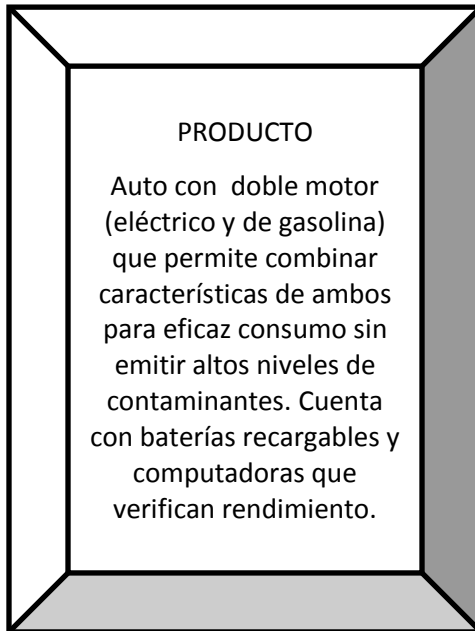 PRODUCTO
Auto con  doble motor
(eléctrico y de gasolina)
que permite combinar
características de ambos
para eficaz consumo sin
emitir altos niveles de
contaminantes. Cuenta
con baterías recargables y
computadoras que
verifican rendimiento.